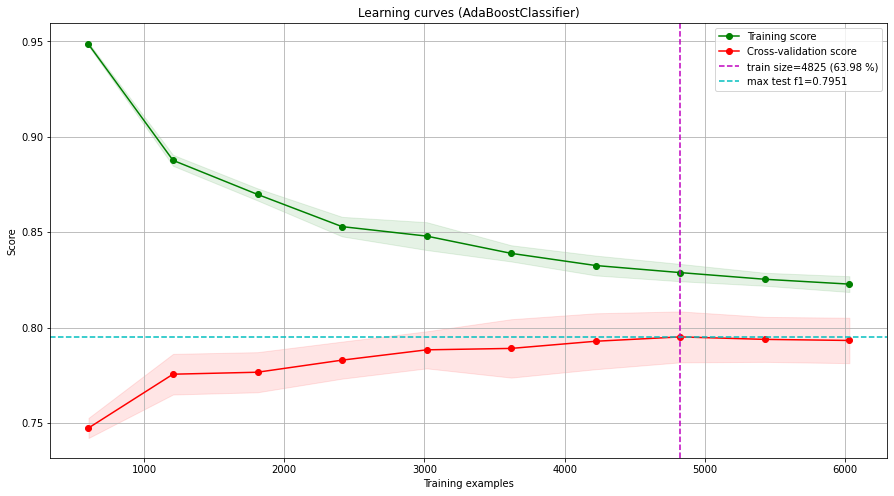 Learning curves (AdaBoostClassifier)
Training score
Cross-validation score
train size=4825 (63.98 %)
max test f1=0.7951
0.95
0.90
0.85
0.80
0.75
Score
1000 2000 3000 4000 5000 6000
Training examples